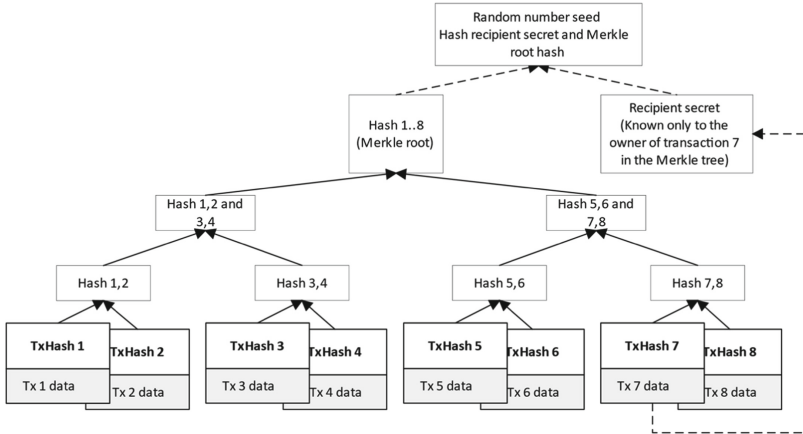 Random number seed
Hash recipient secret and Merkle
root hash
Hash 1..8
(Merkle root)
Recipient secret
(Known only to the
owner of transaction 7
in the Merkle tree)
Hash 1,2 and
3,4
Hash 5,6 and
7,8
Hash 1,2
Hash 3,4
Hash 5,6
Hash 7,8
TxHash 1
TxHash 2
TxHash 3
TxHash 4
TxHash 5
TxHash 6
TxHash 7
TxHash 8
Tx 1 data
Tx 2 data
Tx 3 data
Tx 4 data
Tx 5 data
Tx 6 data
Tx 7 data
Tx 8 data